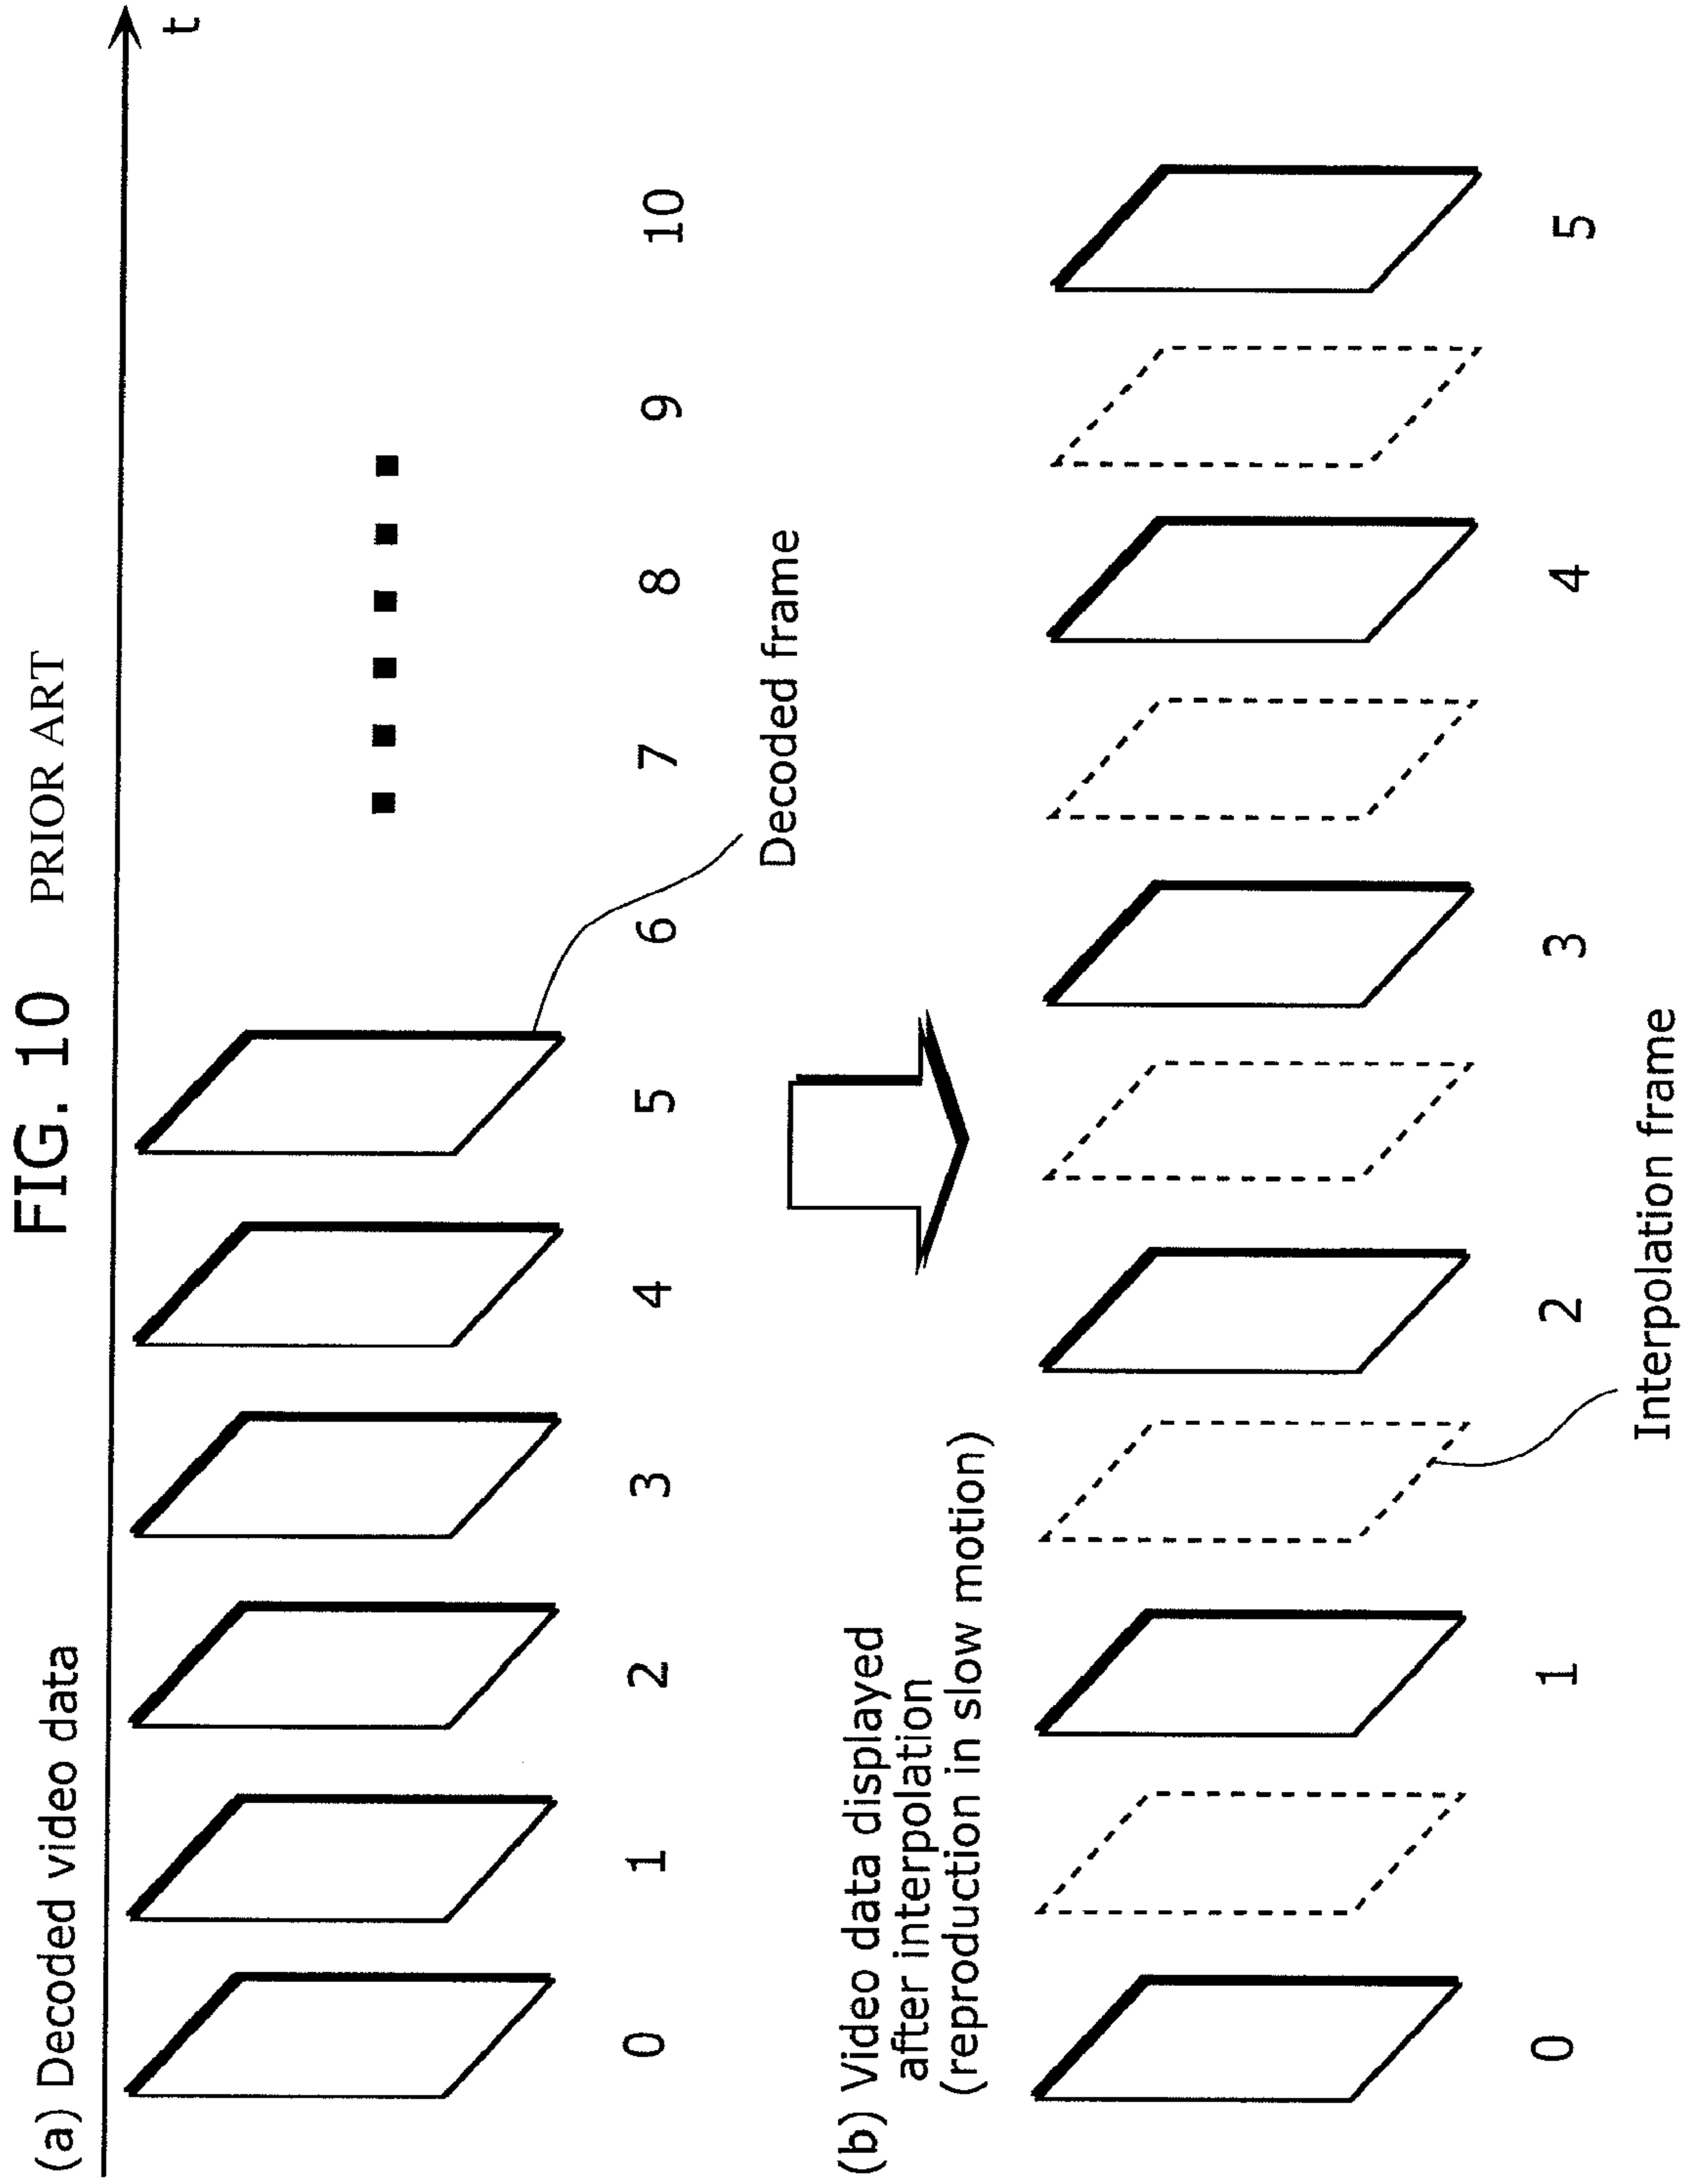 FIG. 10 PRIOR ART
(a) Decoded video data
t
0 1 2 3 4 5 6 7 8 9 10
Decoded frame
(b) Video data displayed
after interpolation
(reproduction in slow motion)
0 1 2 3 4 5
Interpolation frame